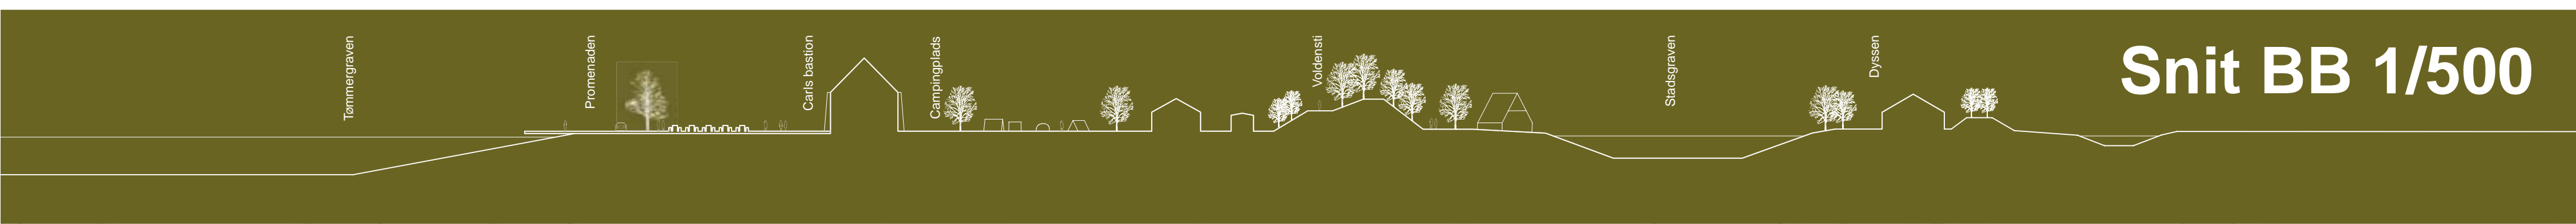 Tømmergraven
Promenaden
Carls bastion
Campingplads
Voldensti
Stadsgraven
Dyssen
Snit BB 1/500